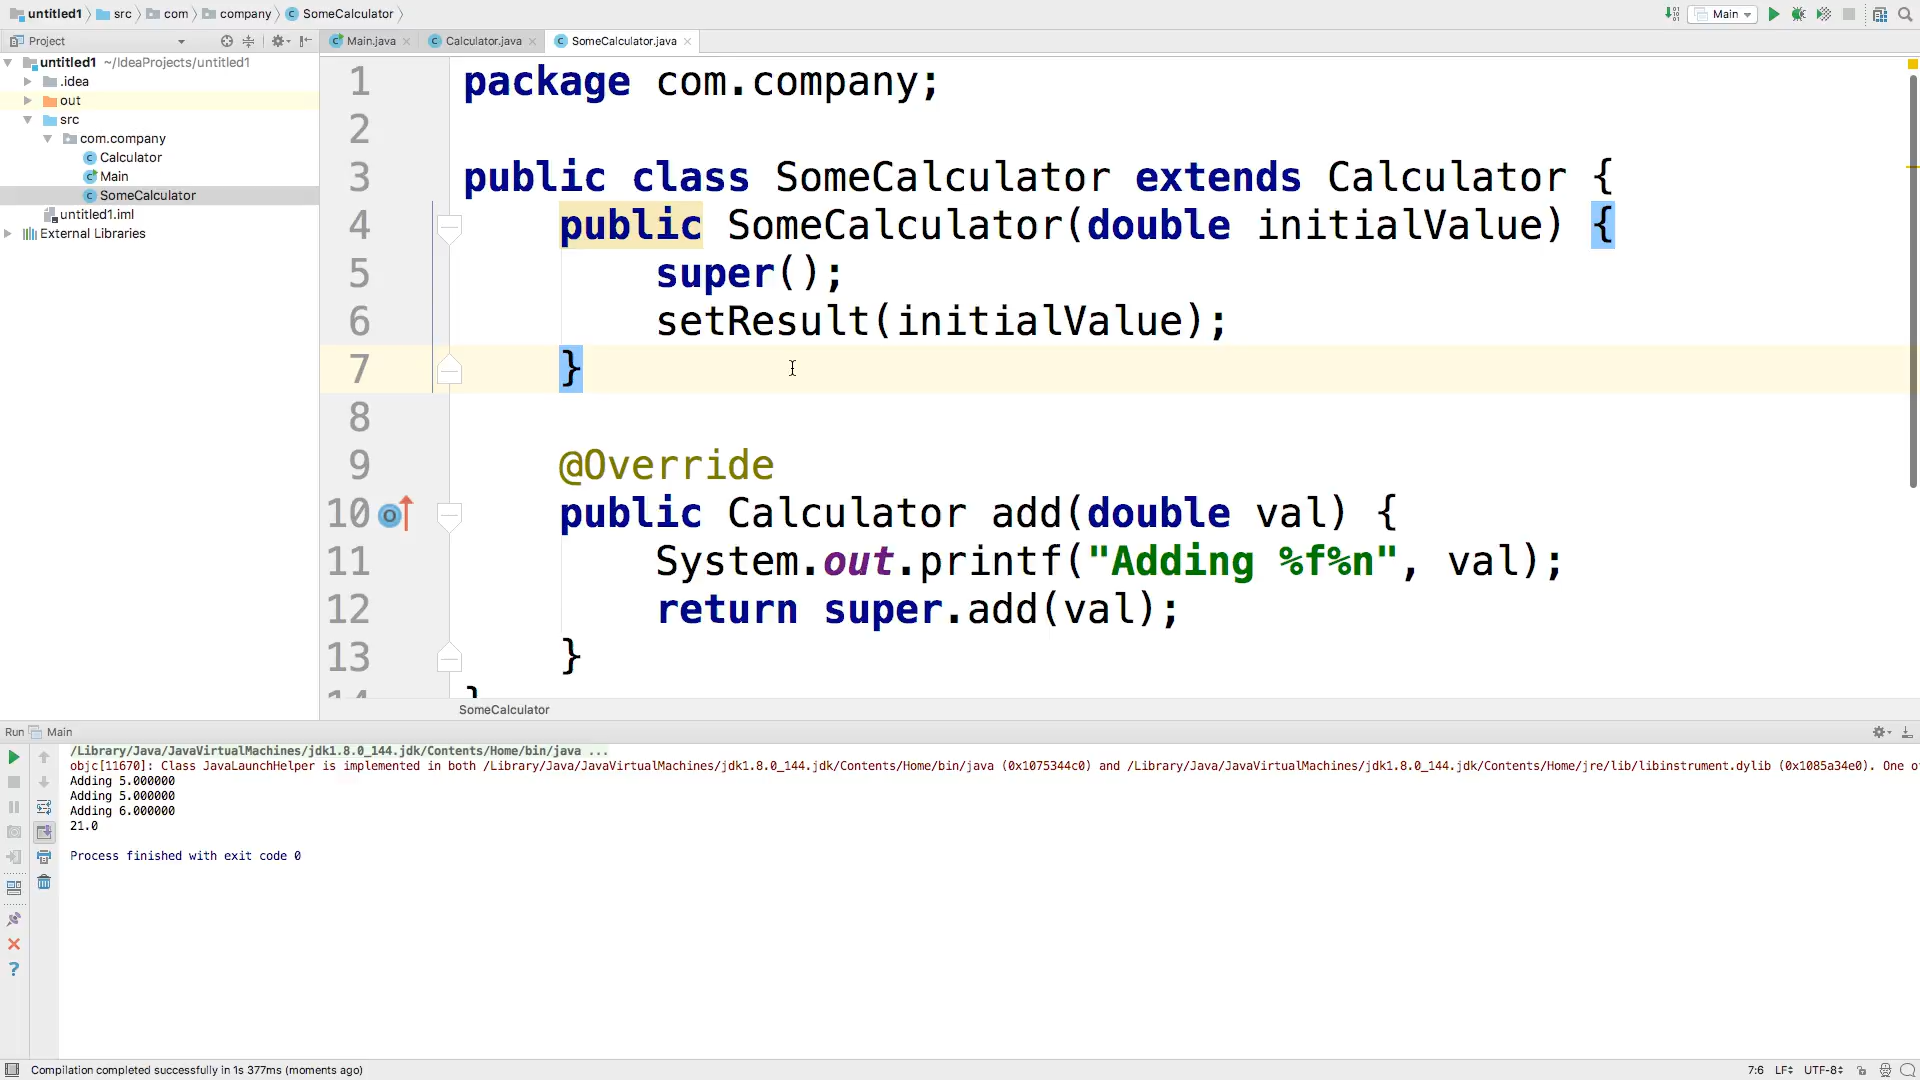 untitled1 src com company SomeCalculator
Main
Project
Main.java Calculator.java SomeCalculator.java
untitled1 ~/IdeaProjects/untitled1
.idea
out
src
com.company
Calculator
Main
SomeCalculator
untitled1.iml
External Libraries
1 package com.company;
2
3 public class SomeCalculator extends Calculator {
4 public SomeCalculator(double initialValue) {
5 super();
6 setResult(initialValue);
7 }
8
9 @Override
10 public Calculator add(double val) {
11 System.out.printf("Adding %f%n", val);
12 return super.add(val);
13 }
SomeCalculator
Run Main
/Library/Java/JavaVirtualMachines/jdk1.8.0_144.jdk/Contents/Home/bin/java ...
objc[11670]: Class JavaLaunchHelper is implemented in both /Library/Java/JavaVirtualMachines/jdk1.8.0_144.jdk/Contents/Home/bin/java (0x1075344c0) and /Library/Java/JavaVirtualMachines/jdk1.8.0_144.jdk/Contents/Home/jre/lib/libinstrument.dylib (0x1085a34e0). One o
Adding 5.000000
Adding 5.000000
Adding 6.000000
21.0
Process finished with exit code 0
Compilation completed successfully in 1s 377ms (moments ago)
7:6 LF UTF-8